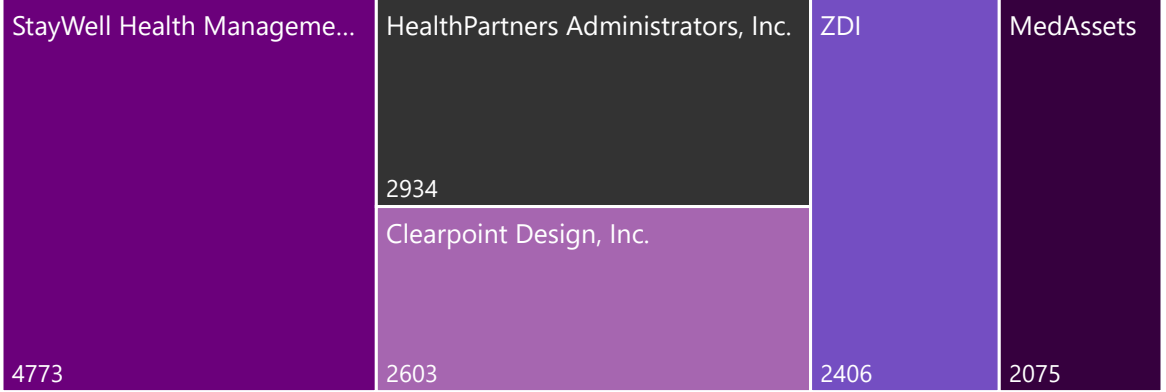 StayWell Health Manageme...
4773
HealthPartners Administrators, Inc.
2934
Clearpoint Design, Inc.
2603
ZDI
2406
MedAssets
2075